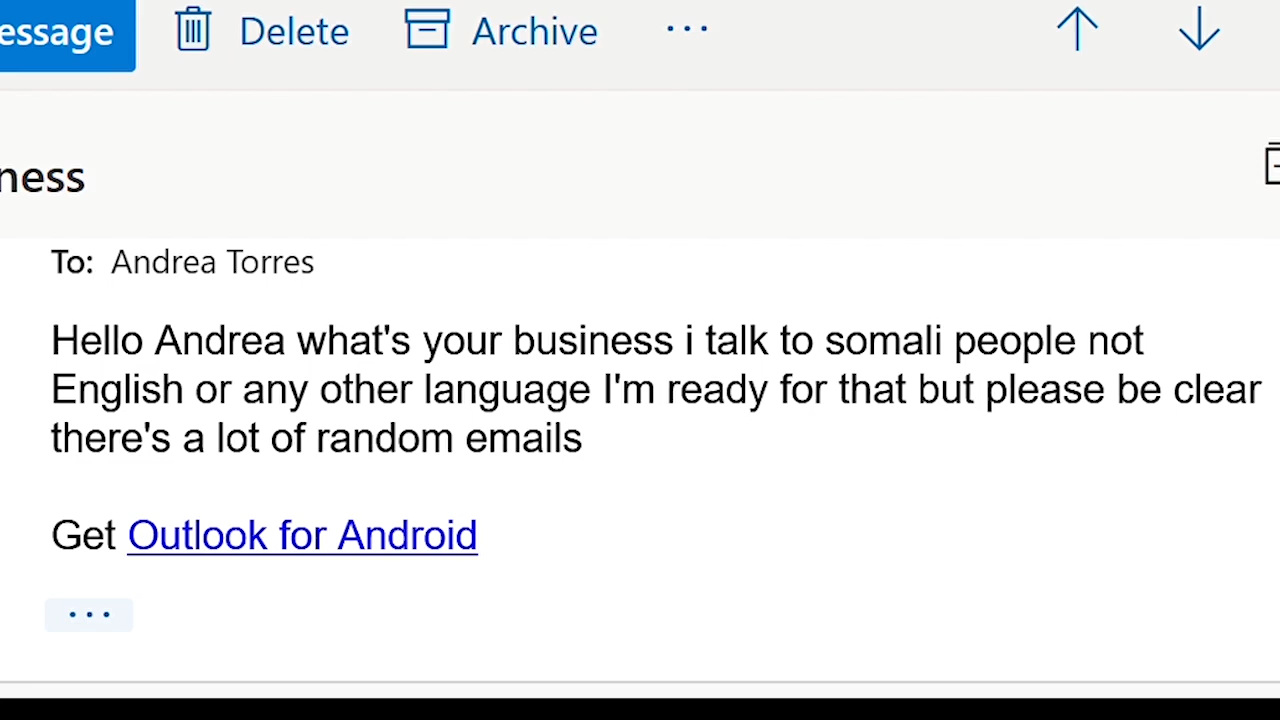 essage Delete Archive ...
ness
To: Andrea Torres
Hello Andrea what's your business i talk to somali people not
English or any other language I'm ready for that but please be clear
there's a lot of random emails
Get Outlook for Android
...